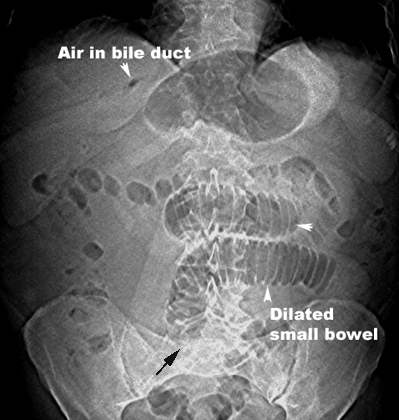 Air in bile duct
Dilated
small bowel